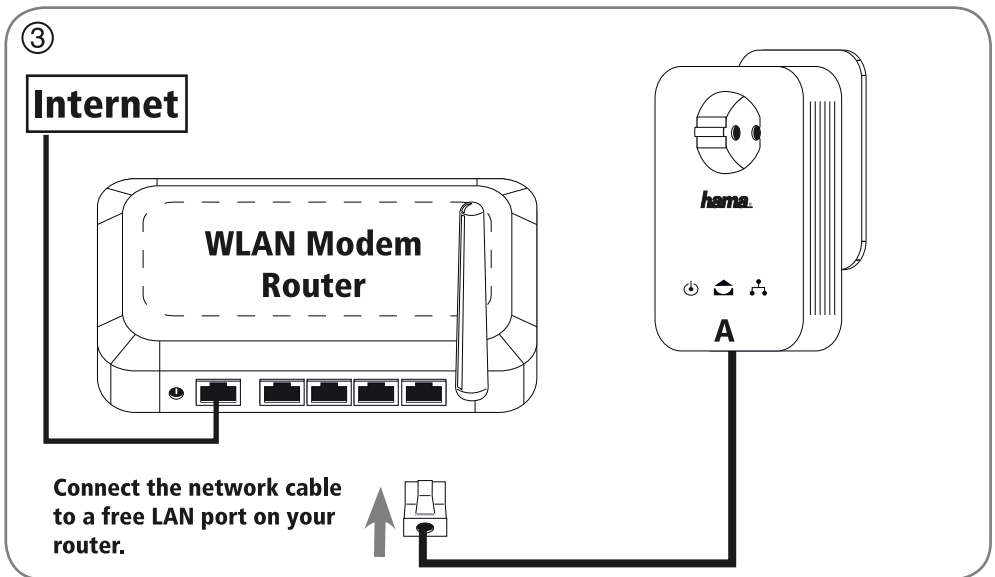 ③
Internet
WLAN Modem
Router
hama.
A
Connect the network cable
to a free LAN port on your
router.